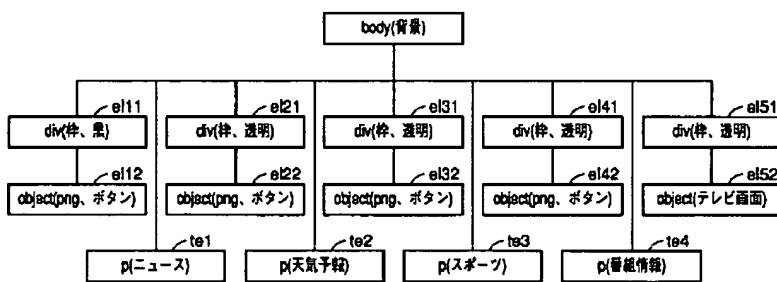 body(背景)
el11
el21
el31
el41
el51
div(枠、黒)
div(枠、透明)
div(枠、透明)
div(枠、透明)
div(枠、透明)
el12
el22
el32
el42
el52
object(png、ボタン)
object(png、ボタン)
object(png、ボタン)
object(png、ボタン)
object(テレビ画面)
te1
te2
te3
te4
p(ニュース)
p(天気予報)
p(スポーツ)
p(番組情報)